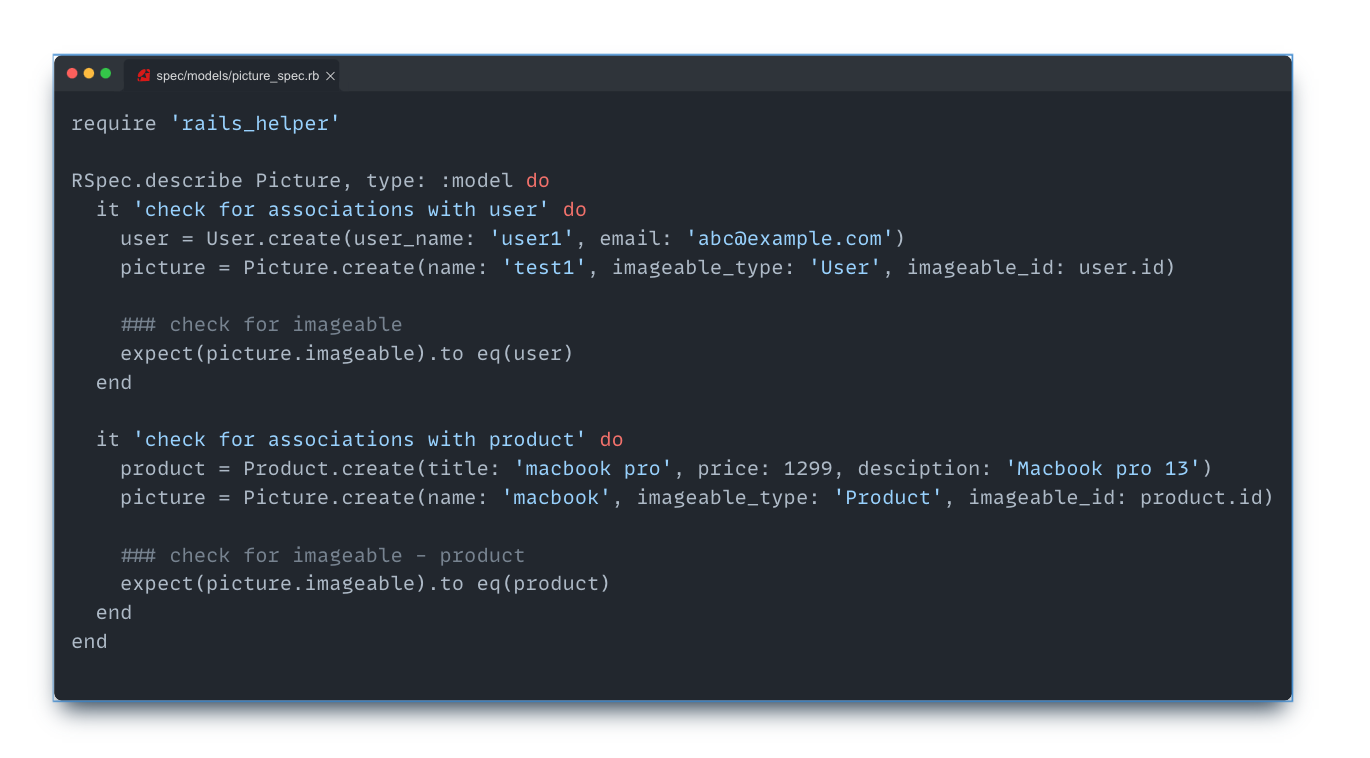 spec/models/picture_spec.rb ×
require 'rails_helper'
RSpec.describe Picture, type: :model do
  it 'check for associations with user' do
    user = User.create(user_name: 'user1', email: 'abc@example.com')
    picture = Picture.create(name: 'test1', imageable_type: 'User', imageable_id: user.id)
    ### check for imageable
    expect(picture.imageable).to eq(user)
  end
  it 'check for associations with product' do
    product = Product.create(title: 'macbook pro', price: 1299, desciption: 'Macbook pro 13')
    picture = Picture.create(name: 'macbook', imageable_type: 'Product', imageable_id: product.id)
    ### check for imageable - product
    expect(picture.imageable).to eq(product)
  end
end